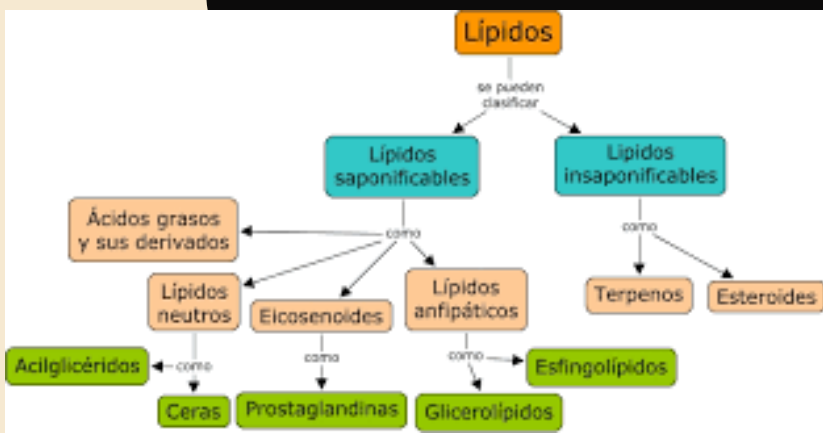 Lípidos
se pueden
clasificar
Lípidos
saponificables
Lipidos
insaponificables
Ácidos grasos
y sus derivados
como
como
Lípidos
neutros
Eicosenoides
Lípidos
anfipáticos
Terpenos
Esteroides
Acilglicéridos
como
como
como
Esfingolípidos
Ceras
Prostaglandinas
Glicerolípidos